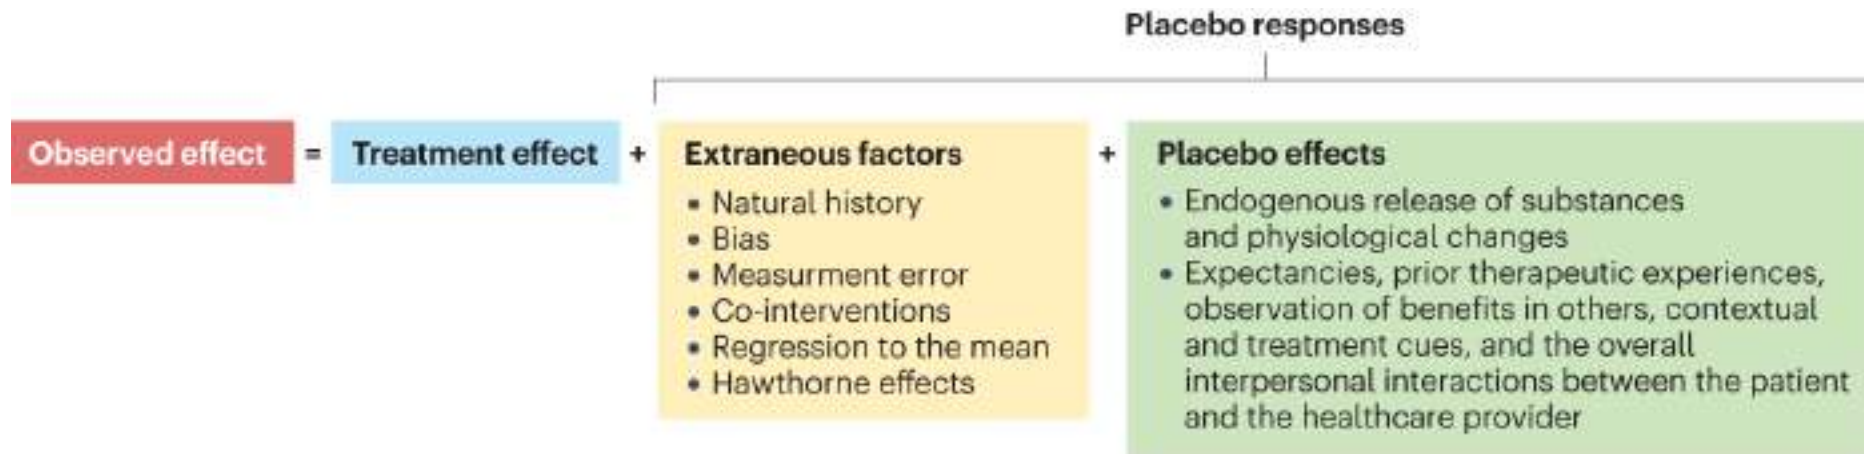 Placebo responses
Observed effect = Treatment effect + Extraneous factors + Placebo effects
• Natural history
• Bias
• Measurment error
• Co-interventions
• Regression to the mean
• Hawthorne effects
• Endogenous release of substances
and physiological changes
• Expectancies, prior therapeutic experiences,
observation of benefits in others, contextual
and treatment cues, and the overall
interpersonal interactions between the patient
and the healthcare provider